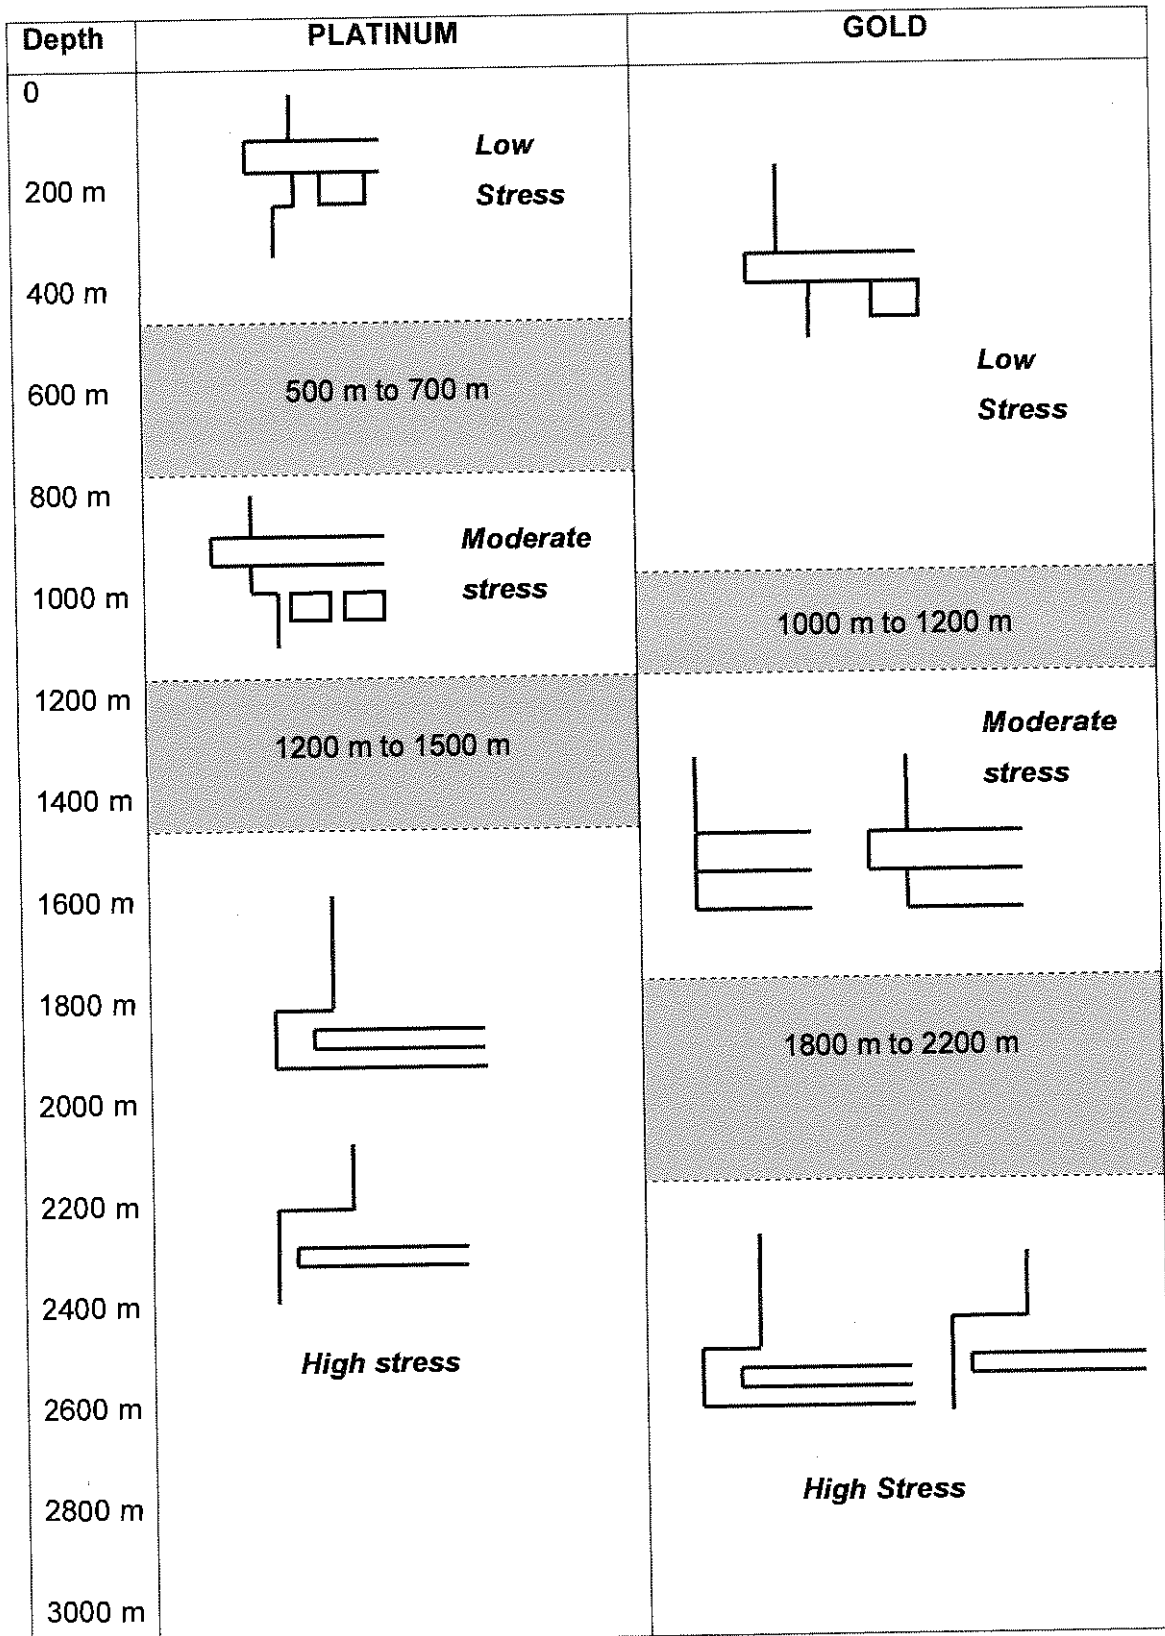 Depth
PLATINUM
GOLD
0
Low
Stress
200 m
400 m
500 m to 700 m
600 m
Low
Stress
800 m
Moderate
stress
1000 m
1000 m to 1200 m
1200 m
Moderate
stress
1200 m to 1500 m
1400 m
1600 m
1800 m
1800 m to 2200 m
2000 m
2200 m
2400 m
High stress
2600 m
High Stress
2800 m
3000 m